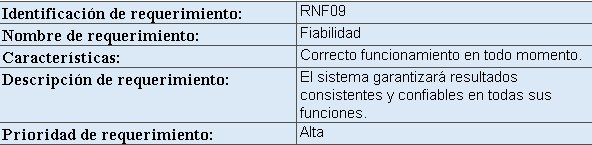 Identificación de requerimiento: RNF09
Nombre de requerimiento: Fiabilidad
Características: Correcto funcionamiento en todo momento.
Descripción de requerimiento: El sistema garantizará resultados
consistentes y confiables en todas sus
funciones.
Prioridad de requerimiento: Alta